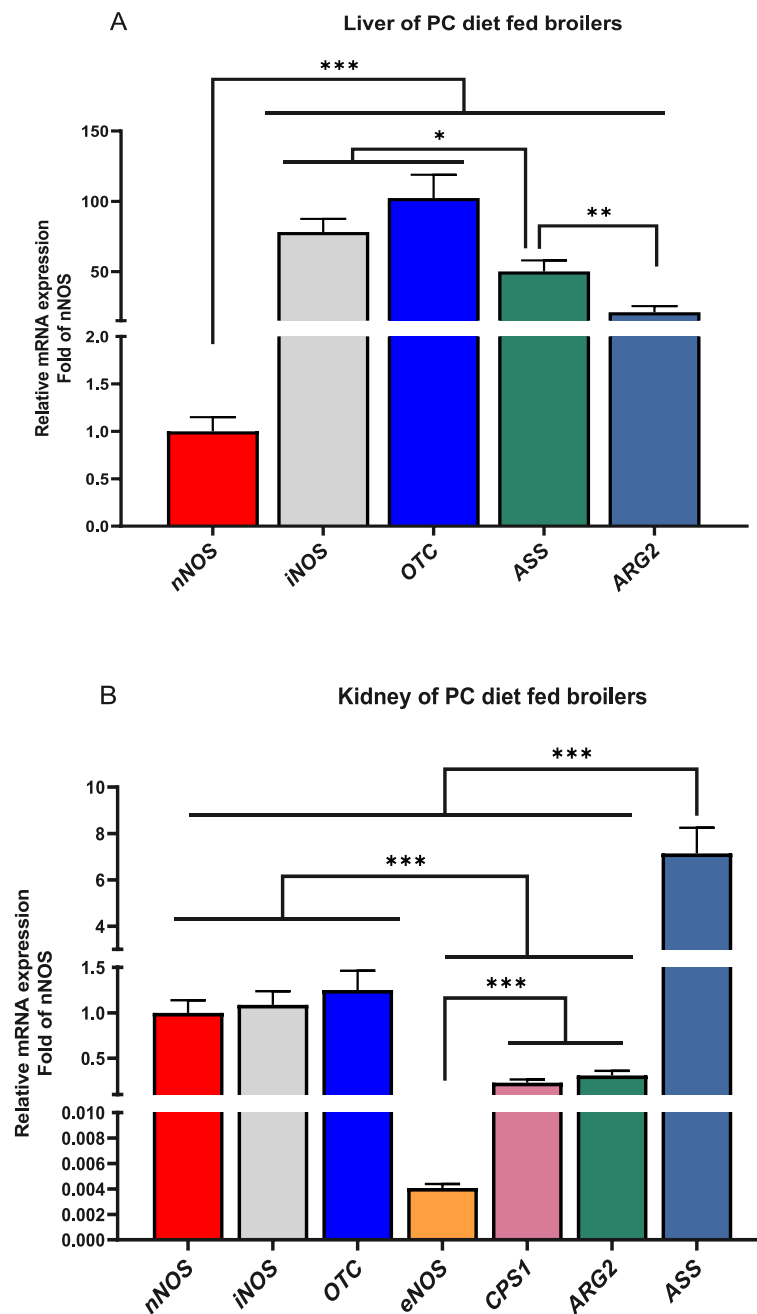 A
Liver of PC diet fed broilers
***
*
**
Relative mRNA expression
Fold of nNOS
150
100
50
2.0
1.5
1.0
0.5
0.0
nNOS
iNOS
OTC
ASS
ARG2
B
Kidney of PC diet fed broilers
***
***
***
Relative mRNA expression
Fold of nNOS
10
8
6
4
1.5
1.0
0.5
0.010
0.008
0.006
0.004
0.002
0.000
nNOS
iNOS
OTC
eNOS
CPS1
ARG2
ASS